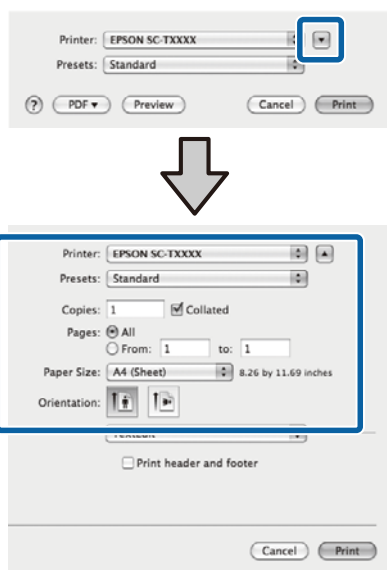 Printer: EPSON SC-TXXXX
Presets: Standard
? PDF Preview Cancel Print
Printer: EPSON SC-TXXXX
Presets: Standard
Copies: 1 Collated
Pages: All
From: 1 to: 1
Paper Size: A4 (Sheet) 8.26 by 11.69 inches
Orientation:
TextEdit
Print header and footer
Cancel Print